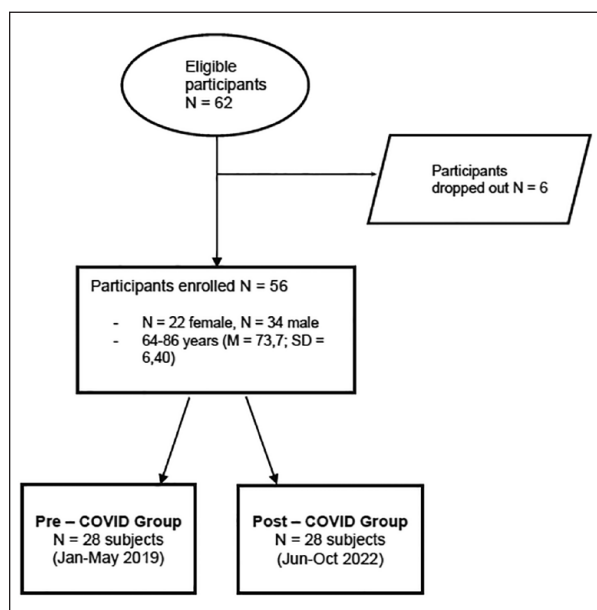 Eligible
participants
N = 62
Participants
dropped out N = 6
Participants enrolled N = 56
- N = 22 female, N = 34 male
- 64-86 years (M = 73,7; SD =
6,40)
Pre – COVID Group
N = 28 subjects
(Jan-May 2019)
Post – COVID Group
N = 28 subjects
(Jun-Oct 2022)